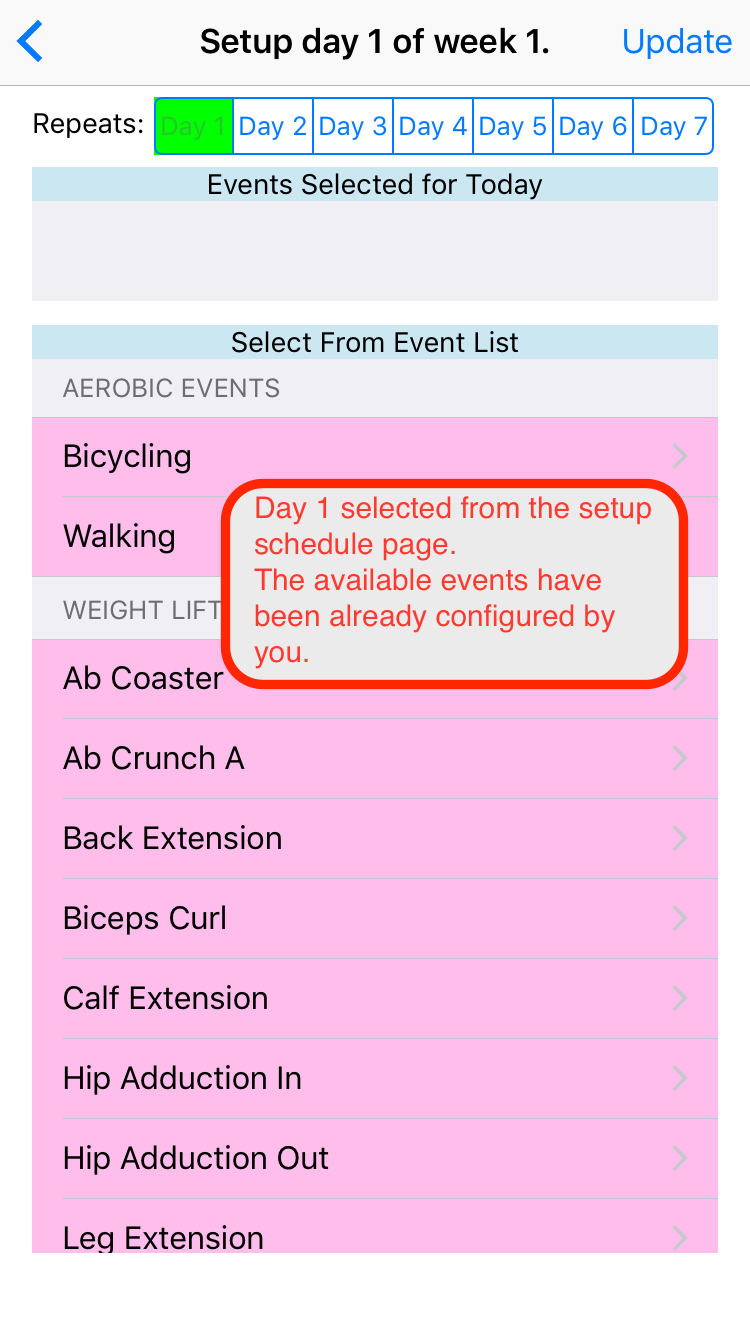 Setup day 1 of week 1.
Update
Repeats:
Day 1
Day 2
Day 3
Day 4
Day 5
Day 6
Day 7
Events Selected for Today
Select From Event List
AEROBIC EVENTS
Bicycling
Walking
Day 1 selected from the setup
schedule page.
The available events have
been already configured by
you.
WEIGHT LIFT
Ab Coaster
Ab Crunch A
Back Extension
Biceps Curl
Calf Extension
Hip Adduction In
Hip Adduction Out
Leg Extension